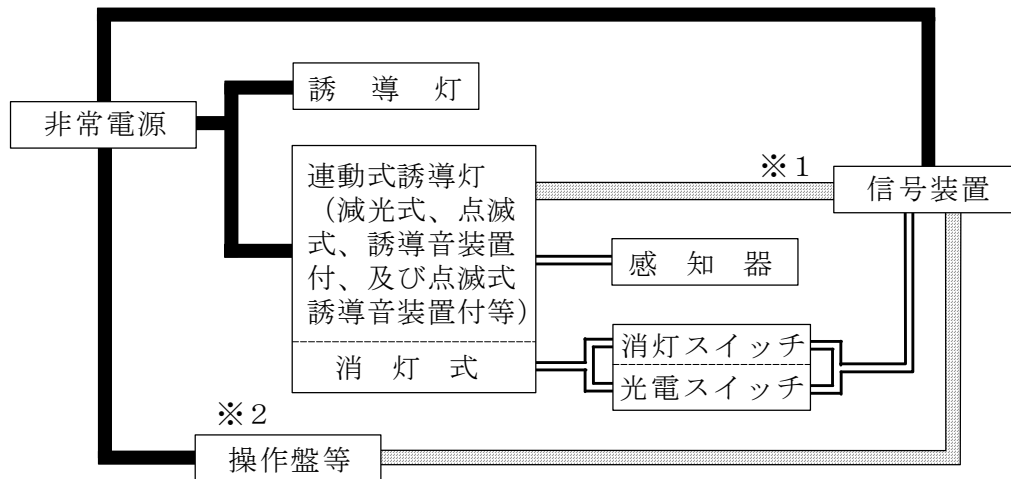 誘導灯
非常電源
連動式誘導灯
（減光式、点滅
式、誘導音装置
付、及び点滅式
誘導音装置付等）
消灯式
※１
信号装置
感知器
消灯スイッチ
光電スイッチ
※２
操作盤等